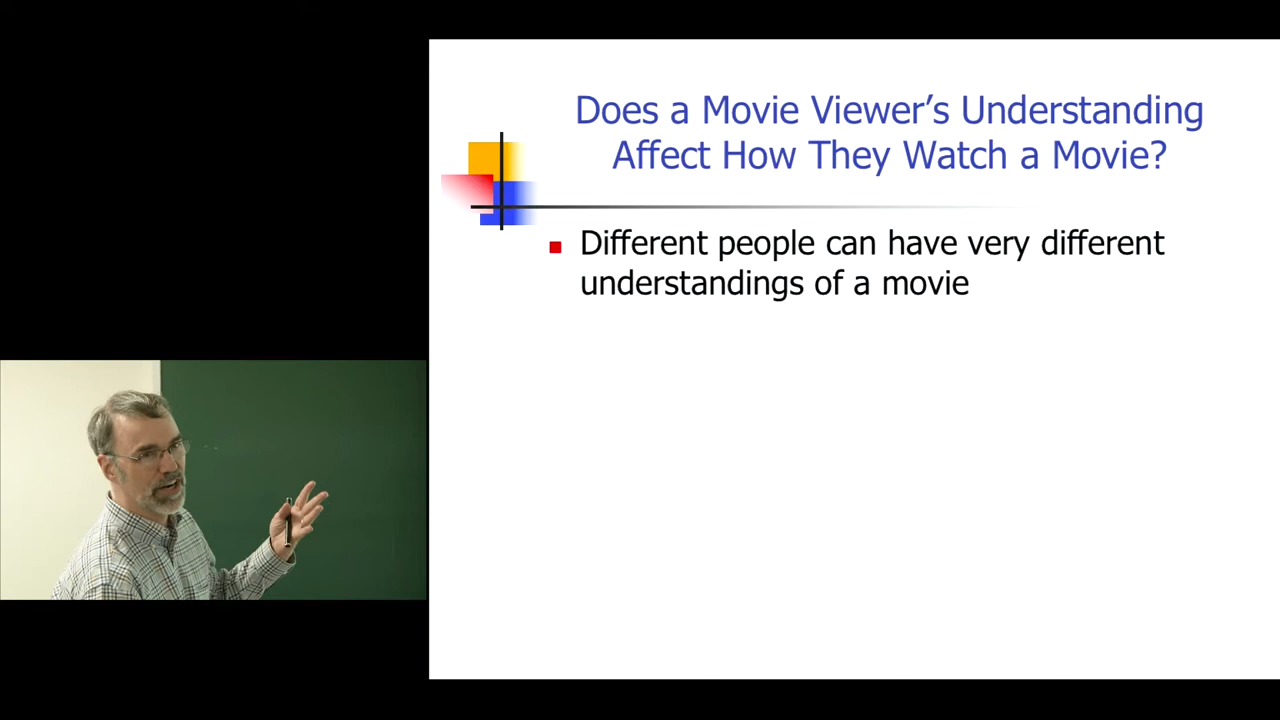 Does a Movie Viewer’s Understanding
Affect How They Watch a Movie?
Different people can have very different
understandings of a movie